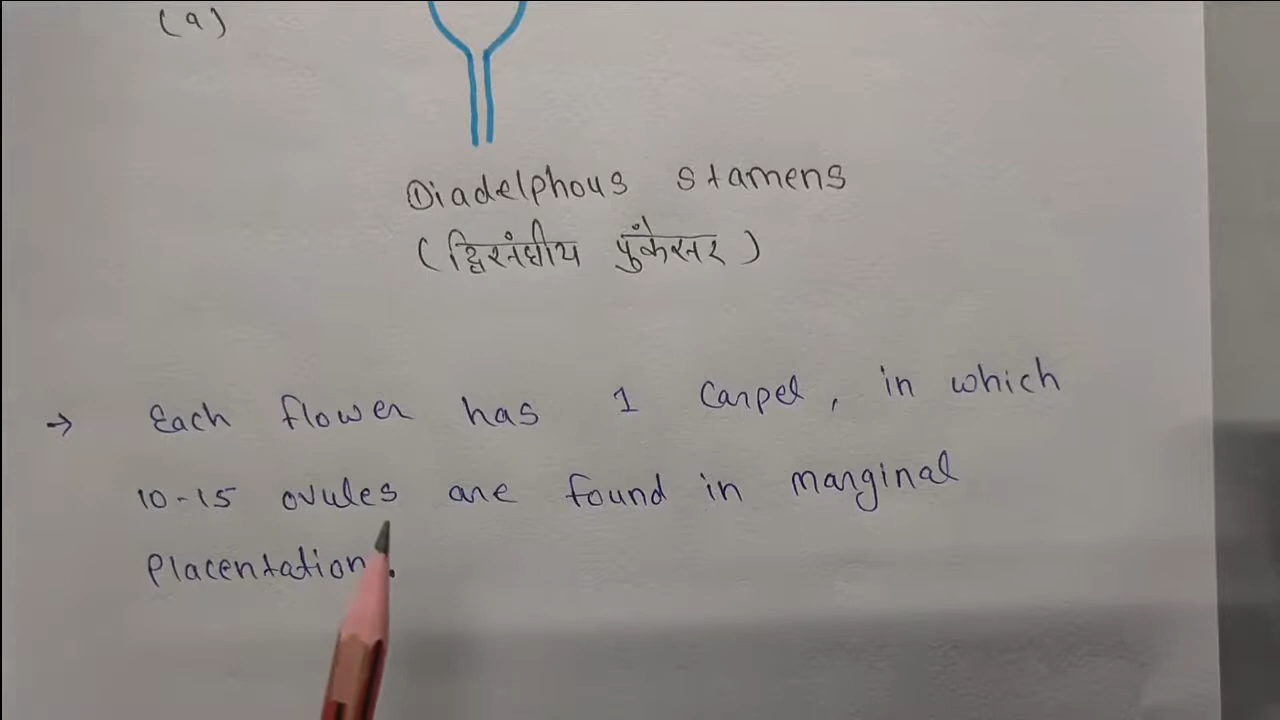 (a)
Diadelphous stamens
(द्विसंघीय पुंकेसर)
→ Each flower has 1 Carpel, in which
10-15 ovules are found in marginal
Placentation.